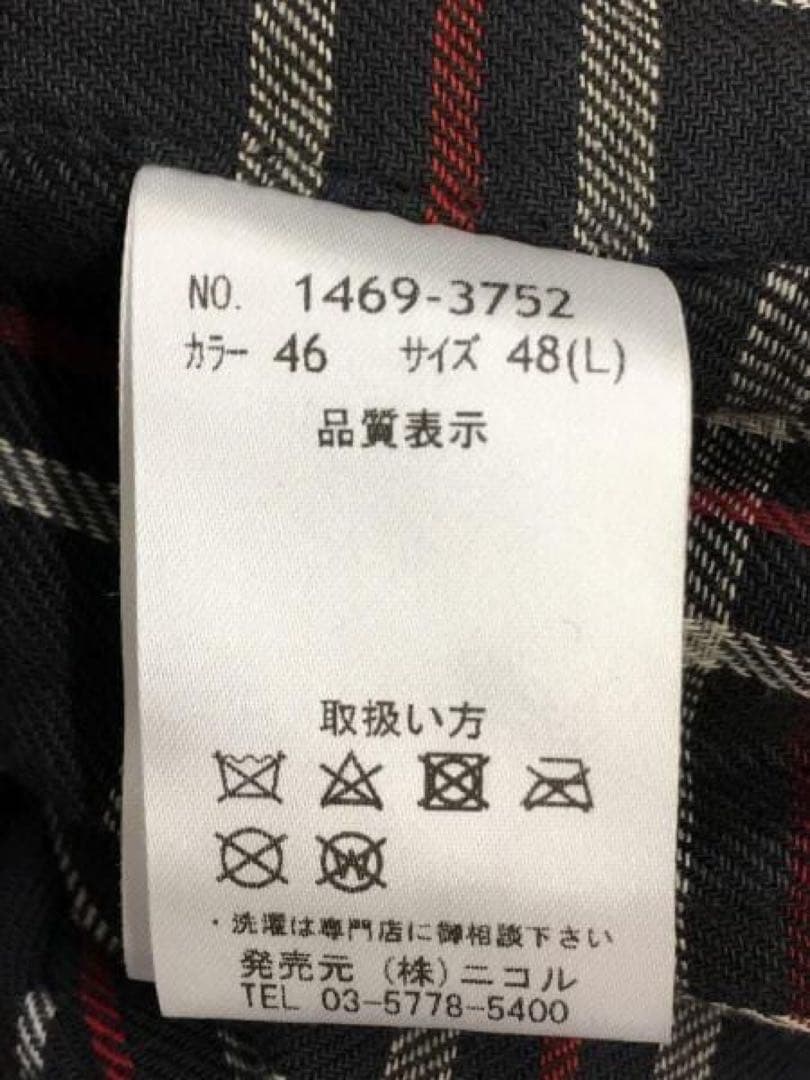 NO. 1469-3752
カラー 46 サイズ 48(L)
品質表示
取扱い方
W
・洗濯は専門店に御相談下さい
発売元 (株)ニコル
TEL 03-5778-5400